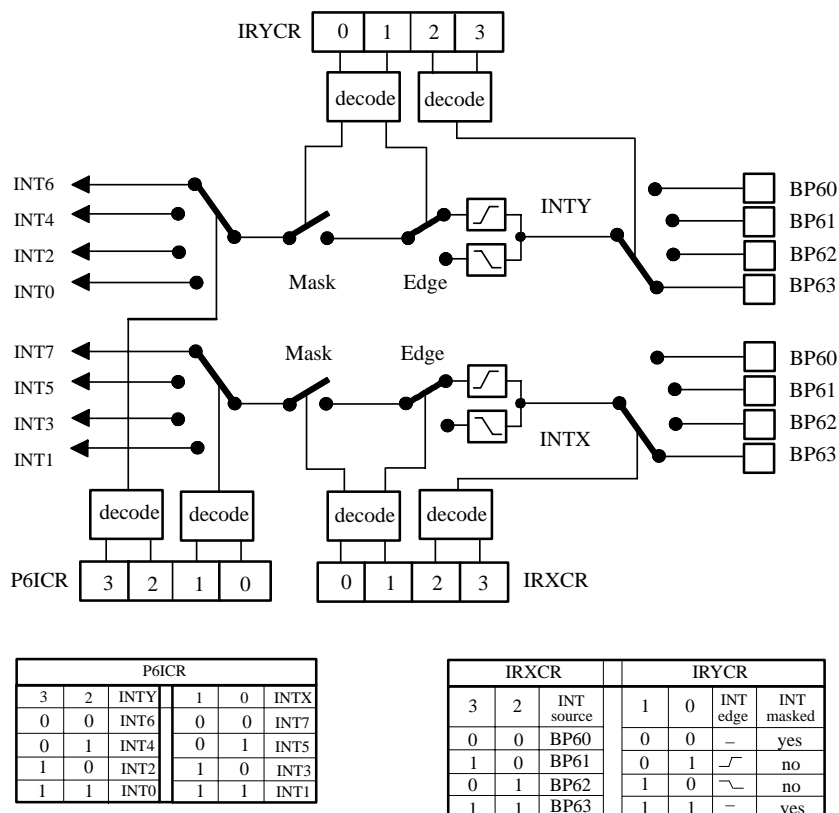 IRYCR 0 1 2 3
decode decode
INT6 BP60
INT4 INTY BP61
INT2 BP62
INT0 Mask Edge BP63
INT7 Mask Edge BP60
INT5 BP61
INT3 BP62
INT1 INTX BP63
decode decode decode decode
P6ICR 3 2 1 0 0 1 2 3 IRXCR
P6ICR
3 2 INTY 1 0 INTX
0 0 INT6 0 0 INT7
0 1 INT4 0 1 INT5
1 0 INT2 1 0 INT3
1 1 INT0 1 1 INT1
IRXCR IRYCR
3 2 INT source 1 0 INT edge INT masked
0 0 BP60 0 0 – yes
1 0 BP61 0 1 no
0 1 BP62 1 0 no
1 1 BP63 1 1 – yes